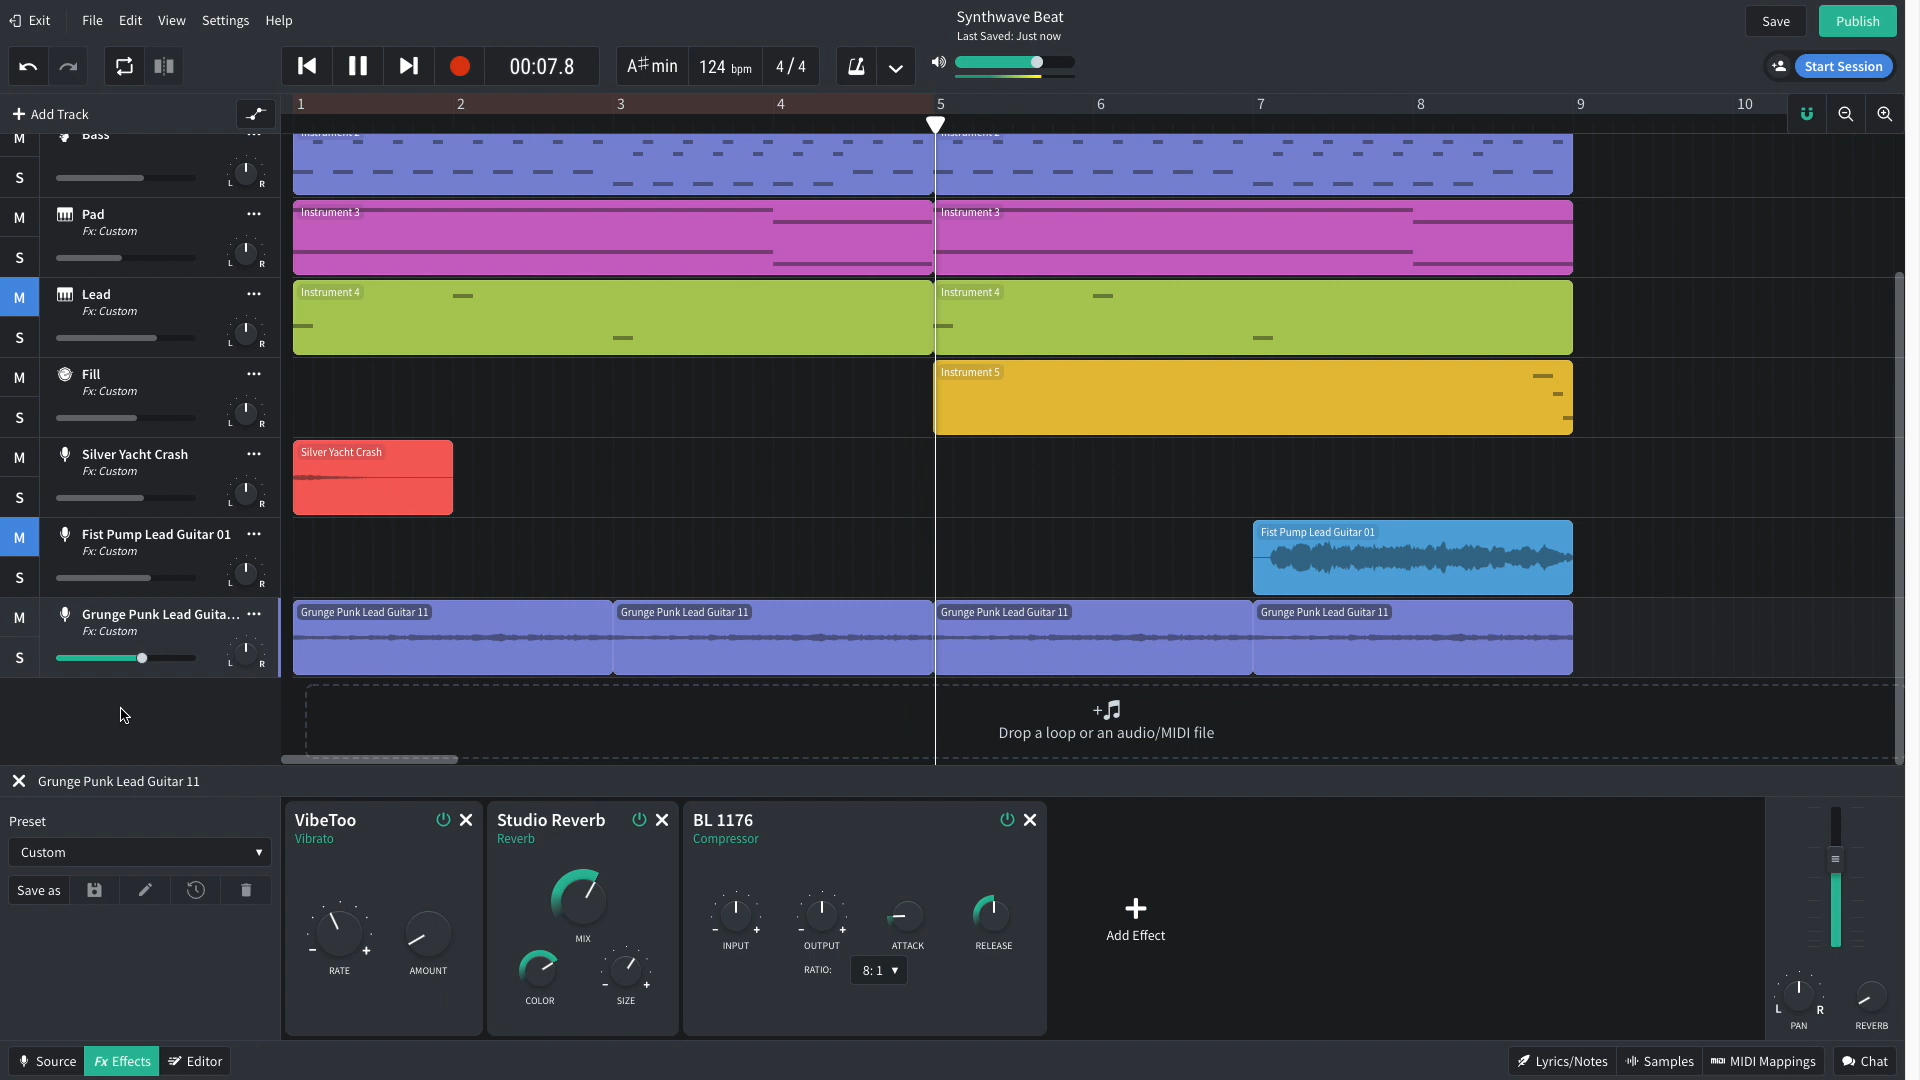 Exit File Edit View Settings Help
Synthwave Beat
Last Saved: Just now
Save Publish
00:07.8
A# min 124 bpm 4 / 4
Start Session
Add Track
1 2 3 4 5 6 7 8 9 10
M Bass
Instrument 2 Instrument 2
S L R
M Pad
Fx: Custom
S L R
Instrument 3 Instrument 3
M Lead
Fx: Custom
S L R
Instrument 4 Instrument 4
M Fill
Fx: Custom
S L R
Instrument 5
M Silver Yacht Crash
Fx: Custom
S L R
Silver Yacht Crash
M Fist Pump Lead Guitar 01
Fx: Custom
S L R
Fist Pump Lead Guitar 01
M Grunge Punk Lead Guita...
Fx: Custom
S L R
Grunge Punk Lead Guitar 11 Grunge Punk Lead Guitar 11 Grunge Punk Lead Guitar 11 Grunge Punk Lead Guitar 11
Drop a loop or an audio/MIDI file
Grunge Punk Lead Guitar 11
Preset
Custom
Save as
VibeToo
Vibrato
- +
RATE AMOUNT
Studio Reverb
Reverb
MIX
- +
COLOR SIZE
BL 1176
Compressor
- + - +
INPUT OUTPUT ATTACK RELEASE
RATIO: 8: 1
Add Effect
L R
PAN REVERB
Source Fx Effects Editor
Lyrics/Notes Samples MIDI Mappings Chat